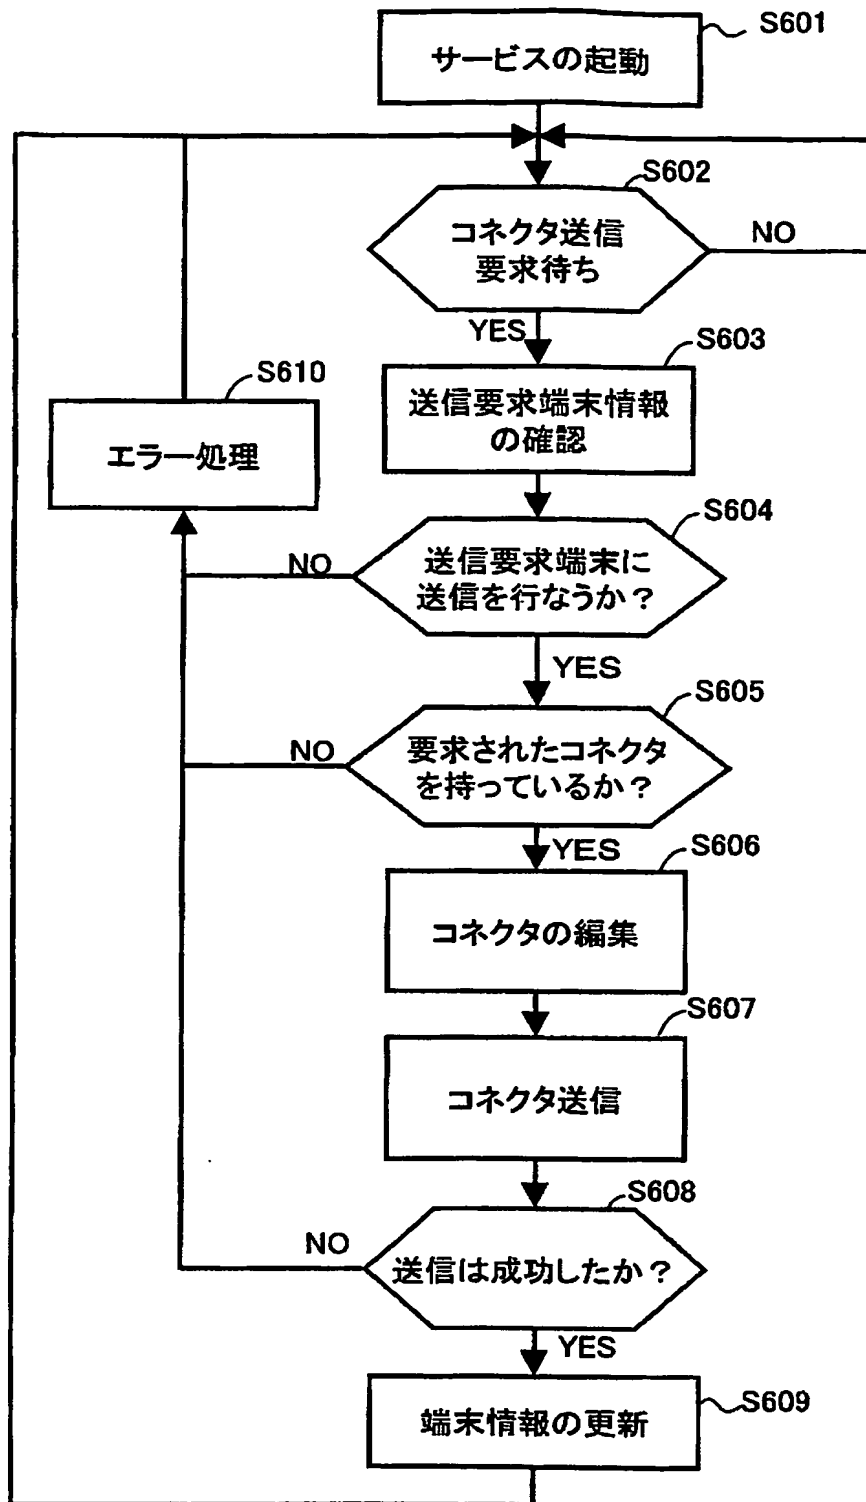 S601
サービスの起動
S602
コネクタ送信
要求待ち
NO
YES
S603
送信要求端末情報
の確認
S610
エラー処理
S604
送信要求端末に
送信を行なうか?
NO
YES
S605
要求されたコネクタ
を持っているか?
NO
YES
S606
コネクタの編集
S607
コネクタ送信
S608
送信は成功したか?
NO
YES
S609
端末情報の更新